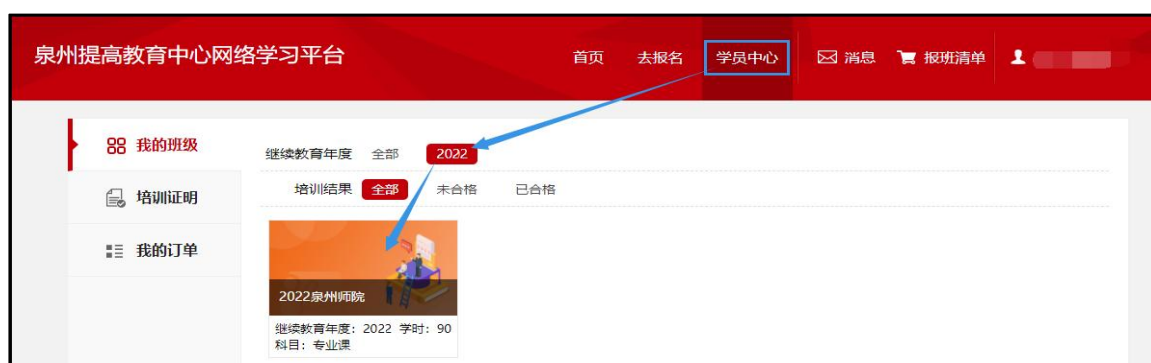 泉州提高教育中心网络学习平台 首页 去报名 学员中心 消息 报班清单
我的班级
培训证明
我的订单
继续教育年度 全部 2022
培训结果 全部 未合格 已合格
2022泉州师院
继续教育年度：2022 学时：90
科目：专业课